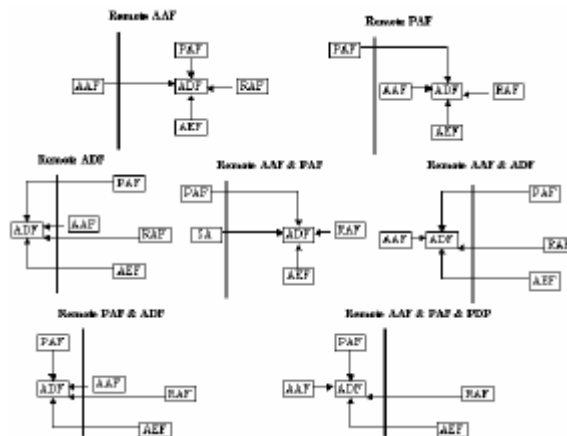 Remote AAF
Remote PAF
PAF
AAF
ADF
RAF
AEF
PAF
AAF
ADF
RAF
AEF
Remote ADF
Remote AAF & PAF
Remote AAF & ADF
PAF
ADF
AAF
RAF
AEF
PAF
SA
ADF
RAF
AEF
PAF
AAF
ADF
RAF
AEF
Remote PAF & ADF
Remote AAF & PAF & PDP
PAF
ADF
AAF
RAF
AEF
PAF
AAF
ADF
RAF
AEF